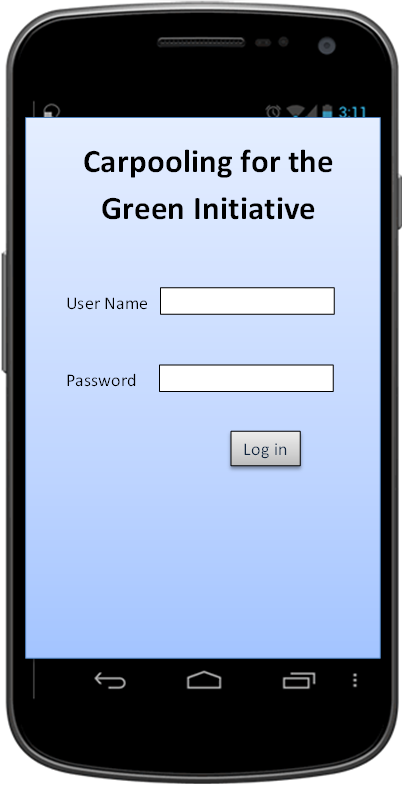 3:11
Carpooling for the
Green Initiative
User Name
Password
Log in